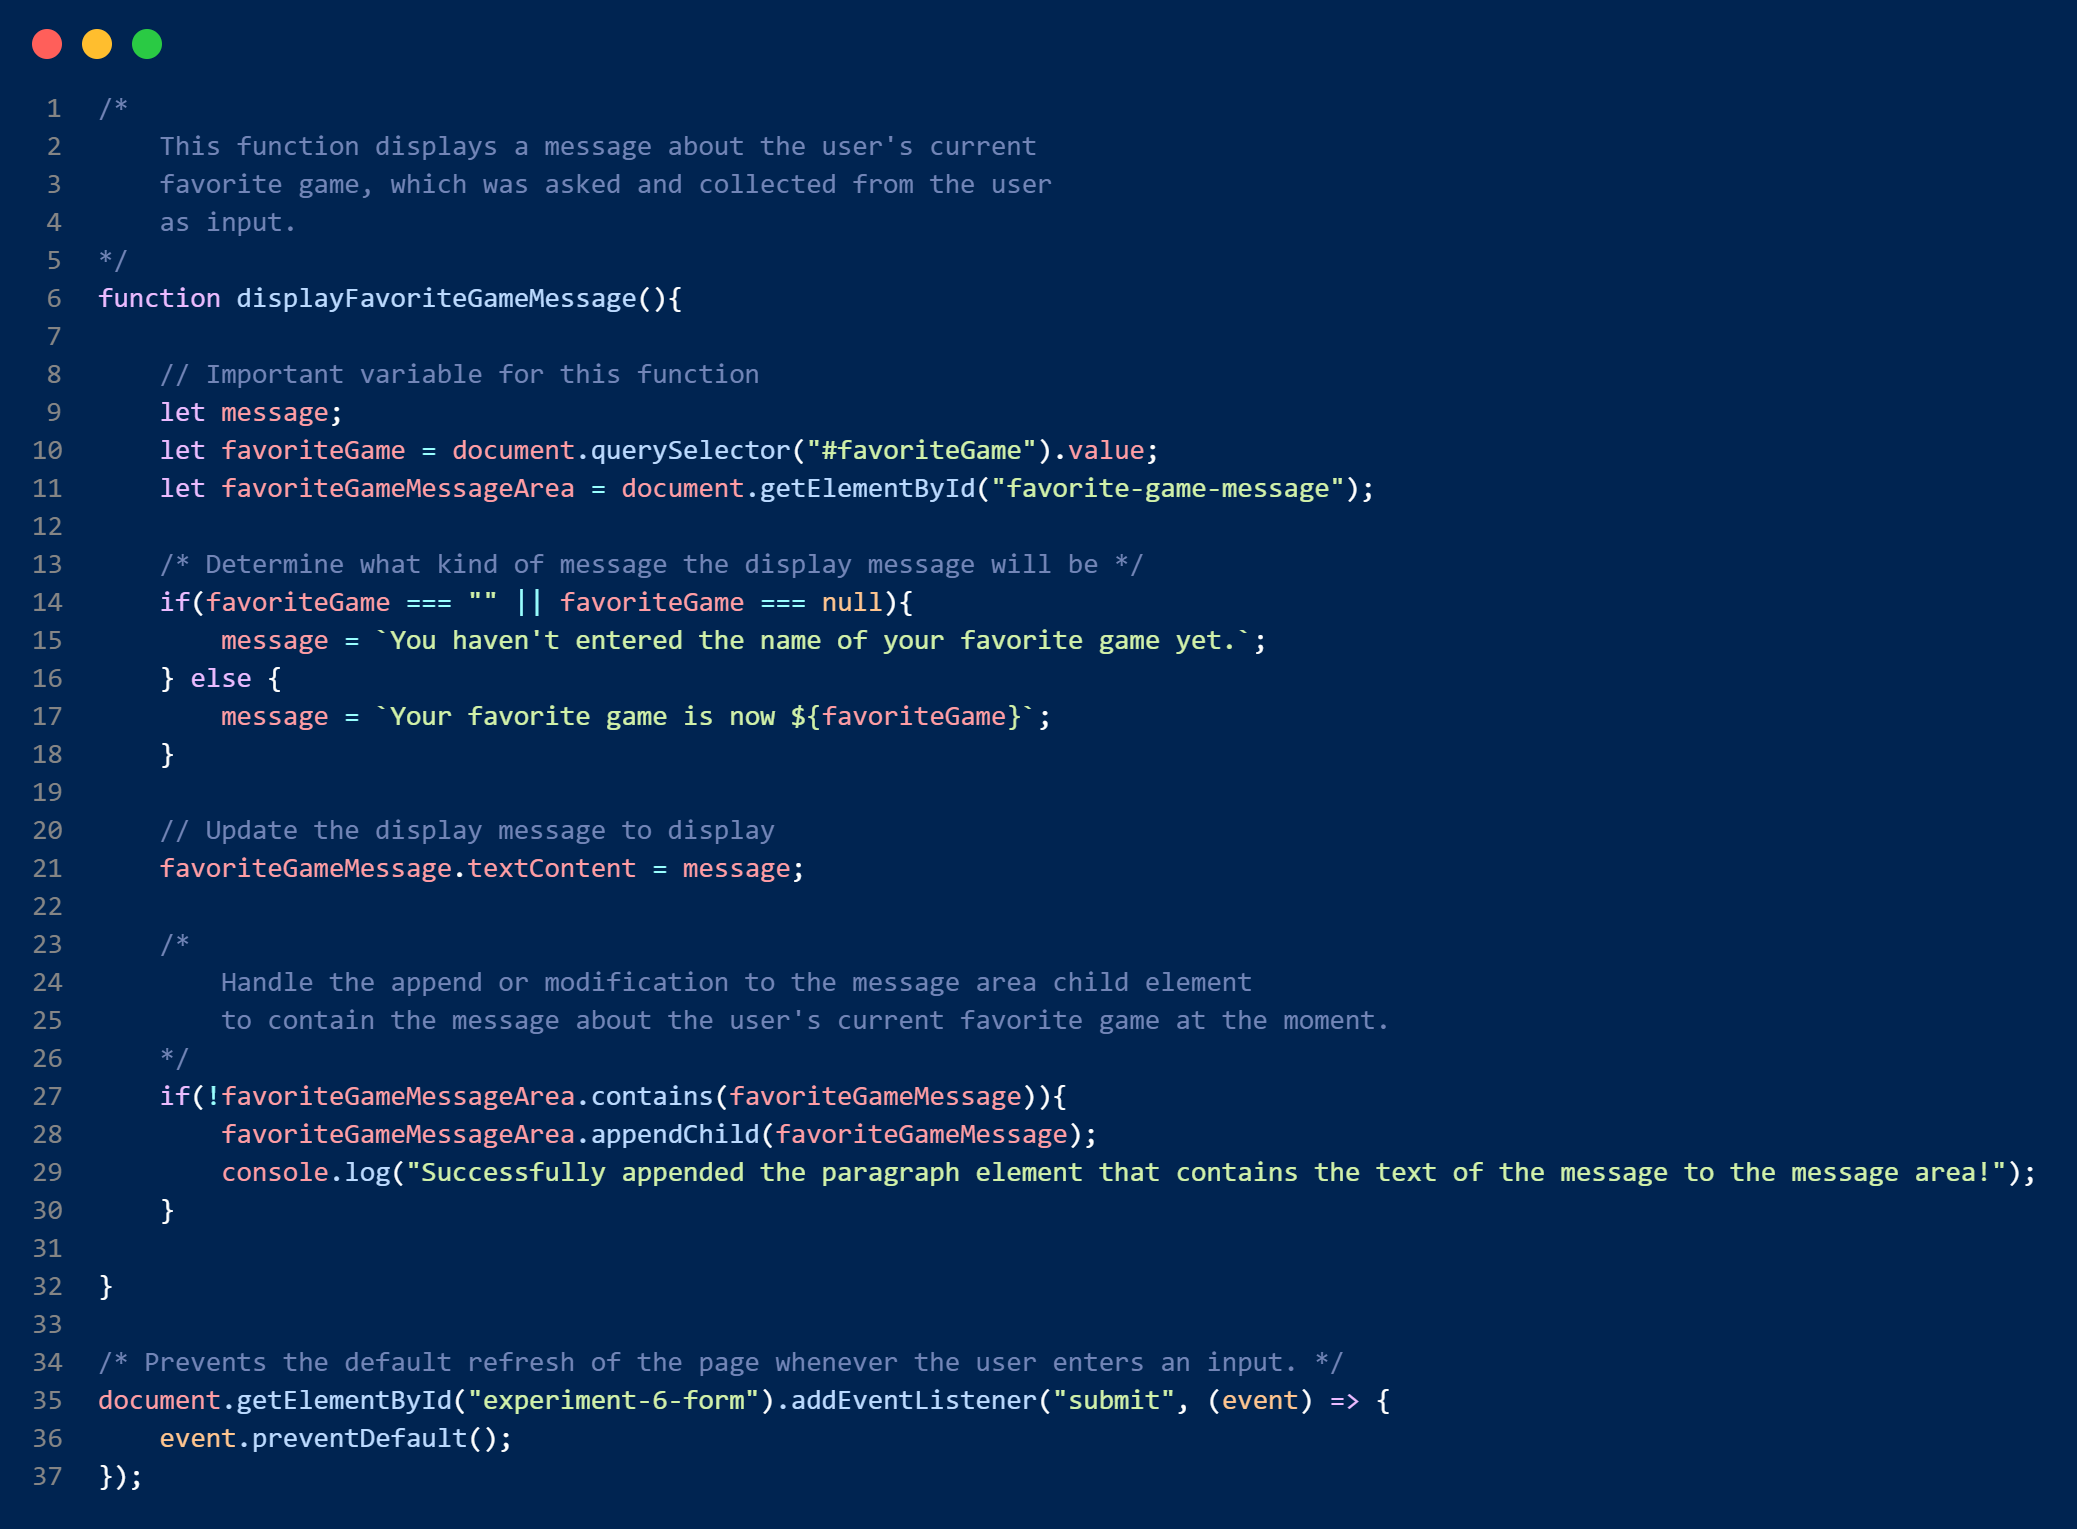 1 /*
2     This function displays a message about the user's current
3     favorite game, which was asked and collected from the user
4     as input.
5 */
6 function displayFavoriteGameMessage(){
7
8     // Important variable for this function
9     let message;
10     let favoriteGame = document.querySelector("#favoriteGame").value;
11     let favoriteGameMessageArea = document.getElementById("favorite-game-message");
12
13     /* Determine what kind of message the display message will be */
14     if(favoriteGame === "" || favoriteGame === null){
15         message = `You haven't entered the name of your favorite game yet.`;
16     } else {
17         message = `Your favorite game is now ${favoriteGame}`;
18     }
19
20     // Update the display message to display
21     favoriteGameMessage.textContent = message;
22
23     /*
24         Handle the append or modification to the message area child element
25         to contain the message about the user's current favorite game at the moment.
26     */
27     if(!favoriteGameMessageArea.contains(favoriteGameMessage)){
28         favoriteGameMessageArea.appendChild(favoriteGameMessage);
29         console.log("Successfully appended the paragraph element that contains the text of the message to the message area!");
30     }
31
32 }
33
34 /* Prevents the default refresh of the page whenever the user enters an input. */
35 document.getElementById("experiment-6-form").addEventListener("submit", (event) => {
36     event.preventDefault();
37 });